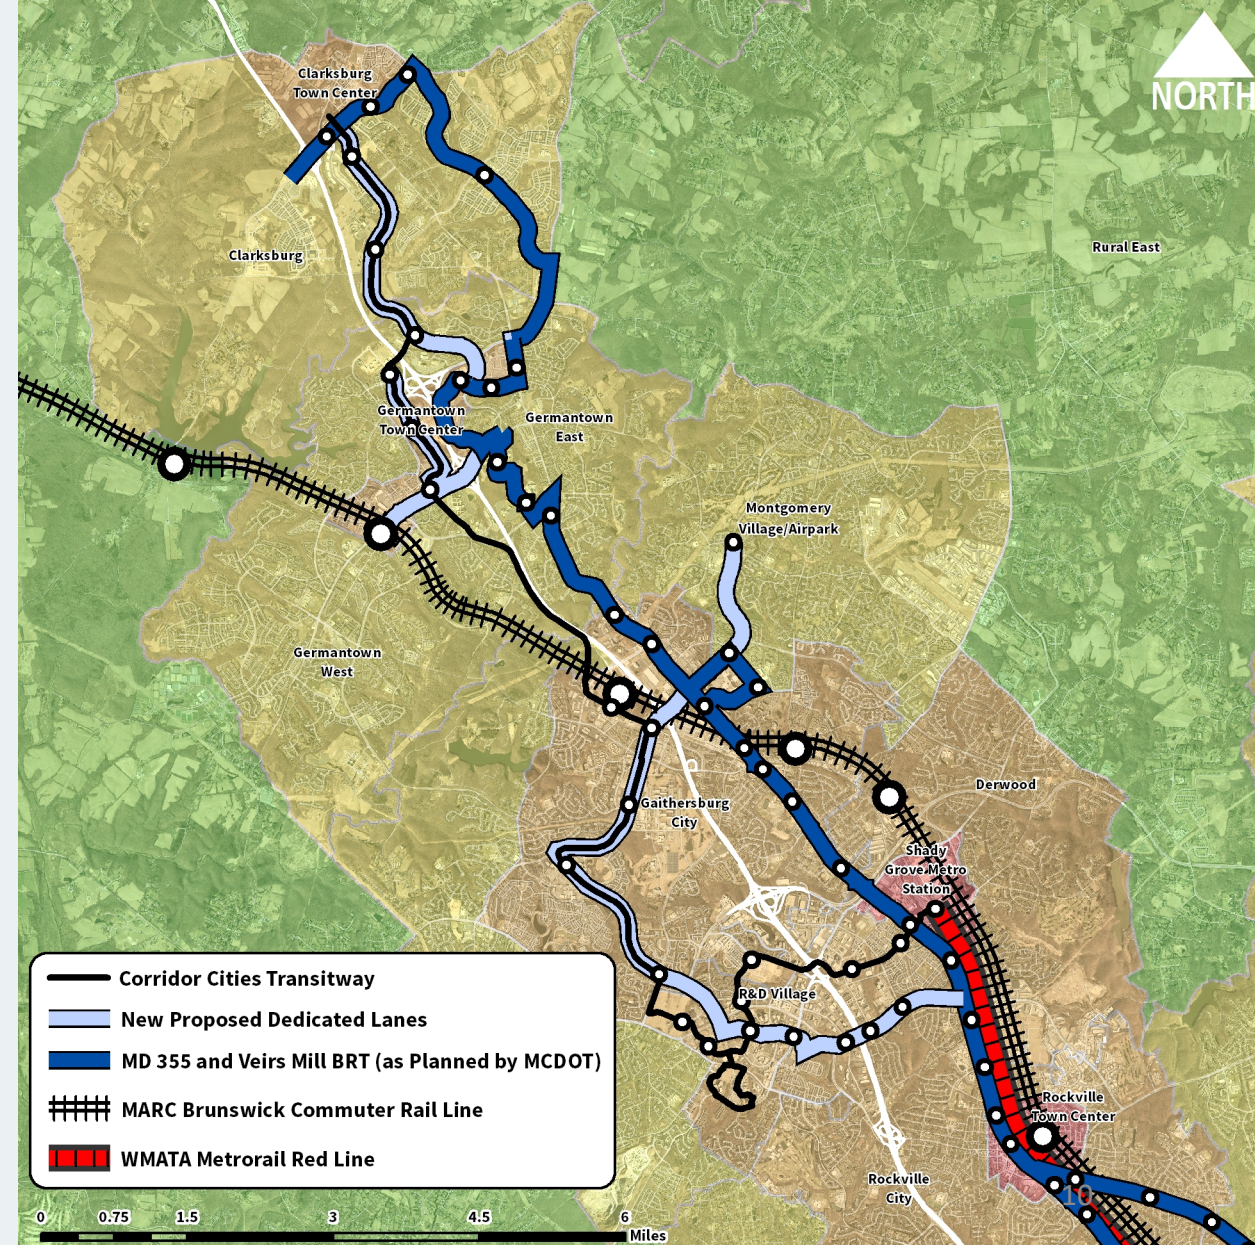 NORTH
Clarksburg
Town Center
Clarksburg
Rural East
Germantown
Town Center
Germantown
East
Montgomery
Village/Airpark
Germantown
West
Gaithersburg
City
Derwood
Shady
Grove Metro
Station
R&D Village
Rockville
Town Center
Rockville
City
10
Corridor Cities Transitway
New Proposed Dedicated Lanes
MD 355 and Veirs Mill BRT (as Planned by MCDOT)
MARC Brunswick Commuter Rail Line
WMATA Metrorail Red Line
0 0.75 1.5 3 4.5 6
Miles